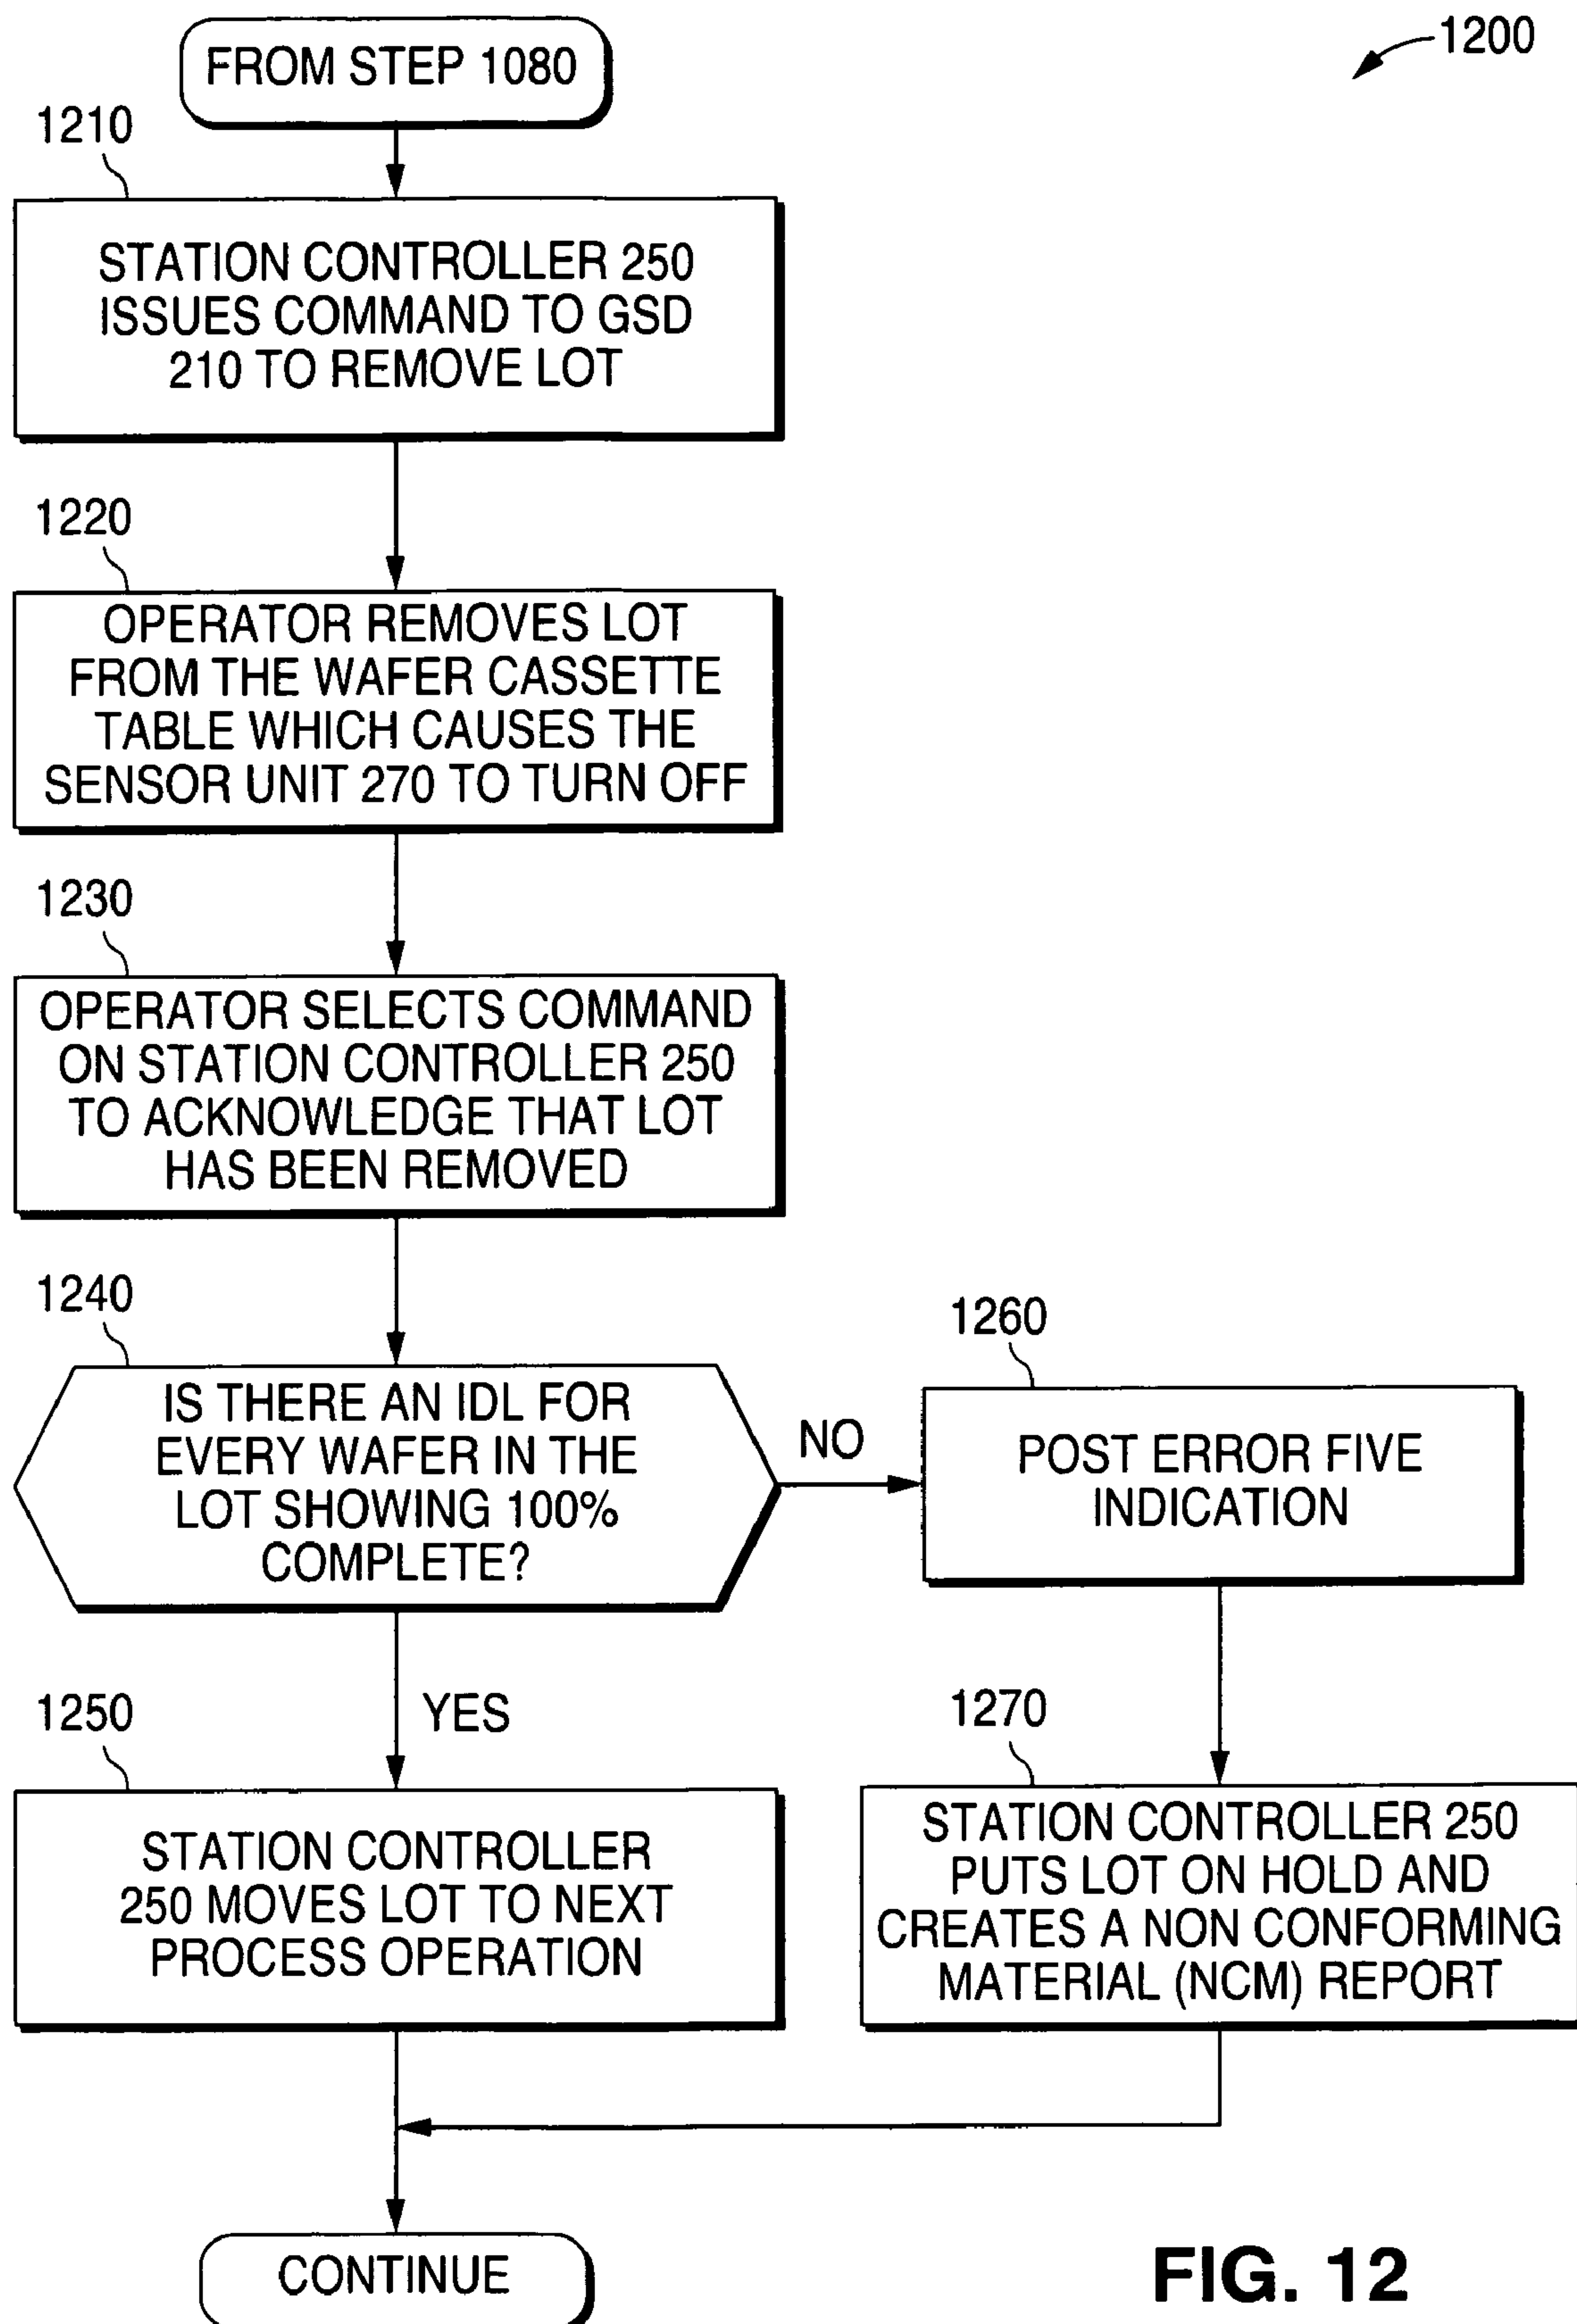 FROM STEP 1080
1200
1210
STATION CONTROLLER 250
ISSUES COMMAND TO GSD
210 TO REMOVE LOT
1220
OPERATOR REMOVES LOT
FROM THE WAFER CASSETTE
TABLE WHICH CAUSES THE
SENSOR UNIT 270 TO TURN OFF
1230
OPERATOR SELECTS COMMAND
ON STATION CONTROLLER 250
TO ACKNOWLEDGE THAT LOT
HAS BEEN REMOVED
1240
IS THERE AN IDL FOR
EVERY WAFER IN THE
LOT SHOWING 100%
COMPLETE?
NO
1260
POST ERROR FIVE
INDICATION
YES
1250
STATION CONTROLLER
250 MOVES LOT TO NEXT
PROCESS OPERATION
1270
STATION CONTROLLER 250
PUTS LOT ON HOLD AND
CREATES A NON CONFORMING
MATERIAL (NCM) REPORT
CONTINUE
FIG. 12